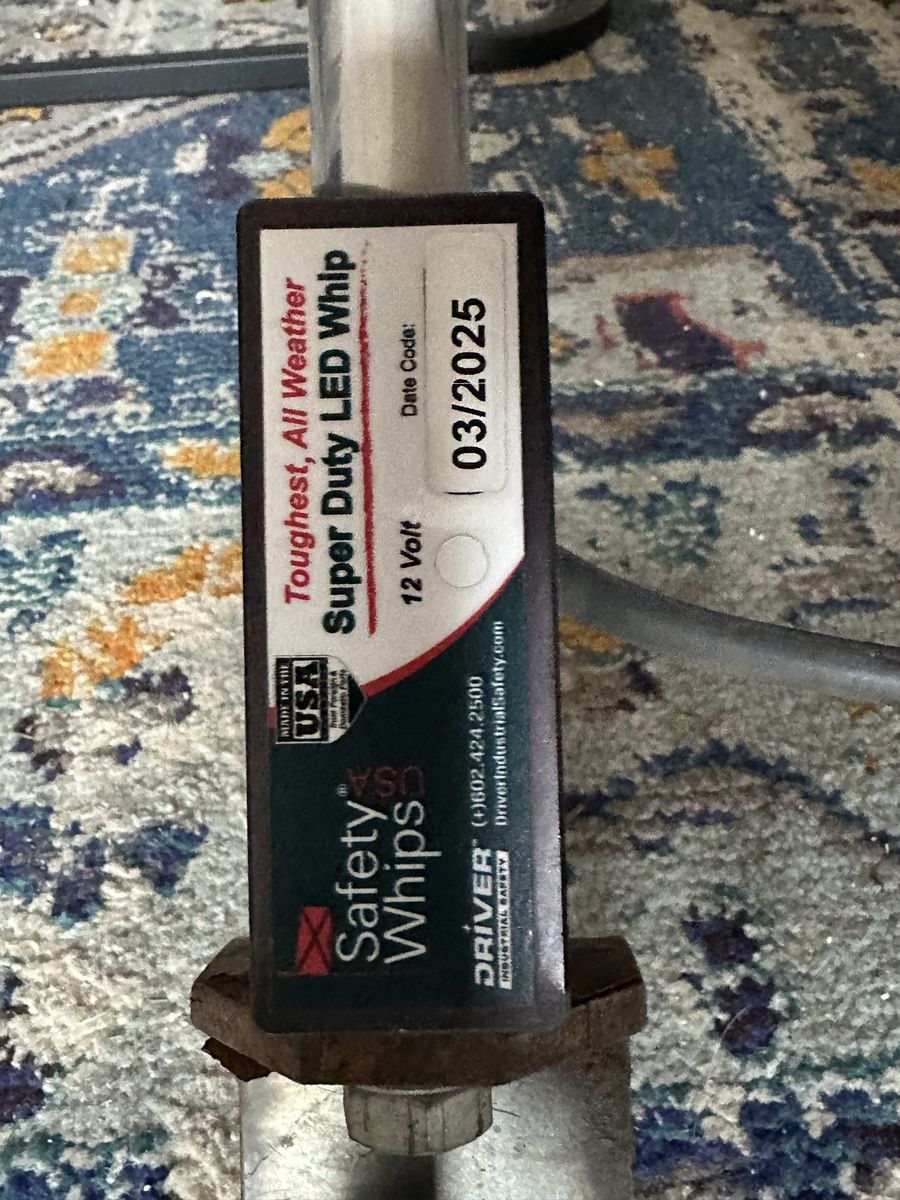 Toughest, All Weather
Super Duty LED Whip
12 Volt
Date Code:
03/2025
MADE IN THE
USA
Safety
Whips®
USA
DRIVER
INDUSTRIAL SAFETY
(+)602.424.2500
DriverIndustrialSafety.com